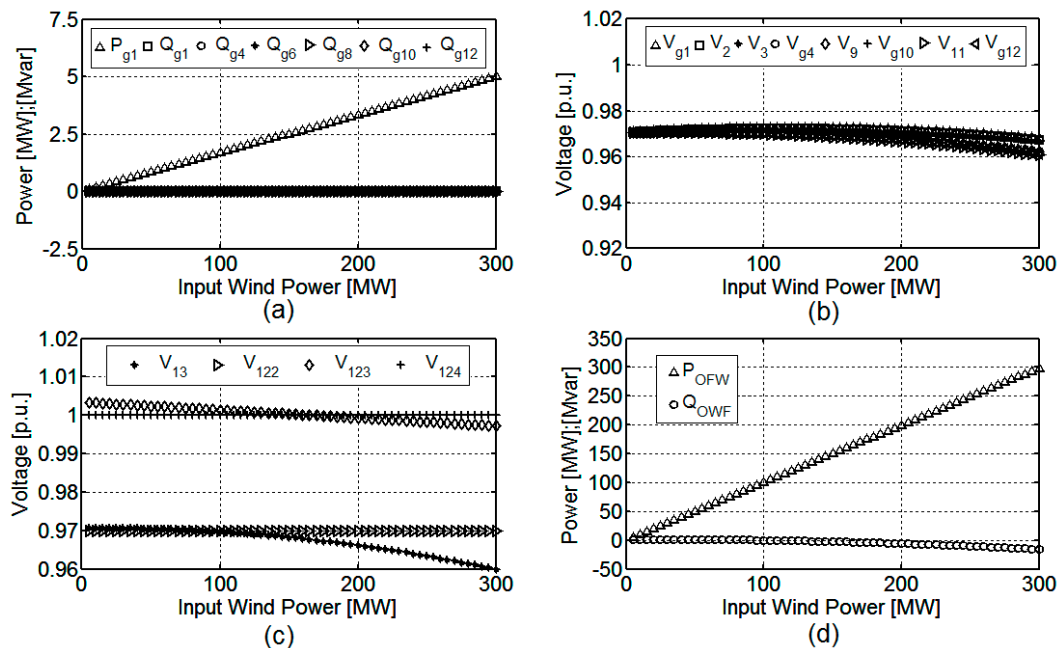 7.5
P_g1 Q_g1 Q_g4 Q_g6 Q_g8 Q_g10 Q_g12
5
2.5
0
-2.5
Power [MW];[Mvar]
0 100 200 300
Input Wind Power [MW]
(a)
1.02
V_g1 V_2 V_3 V_g4 V_9 V_g10 V_11 V_g12
1
0.98
0.96
0.94
0.92
Voltage [p.u.]
0 100 200 300
Input Wind Power [MW]
(b)
1.02
V_13 V_122 V_123 V_124
1.01
1
0.99
0.98
0.97
0.96
Voltage [p.u.]
0 100 200 300
Input Wind Power [MW]
(c)
350
300
250
200
150
100
50
0
-50
P_OFW
Q_OWF
Power [MW];[Mvar]
0 100 200 300
Input Wind Power [MW]
(d)